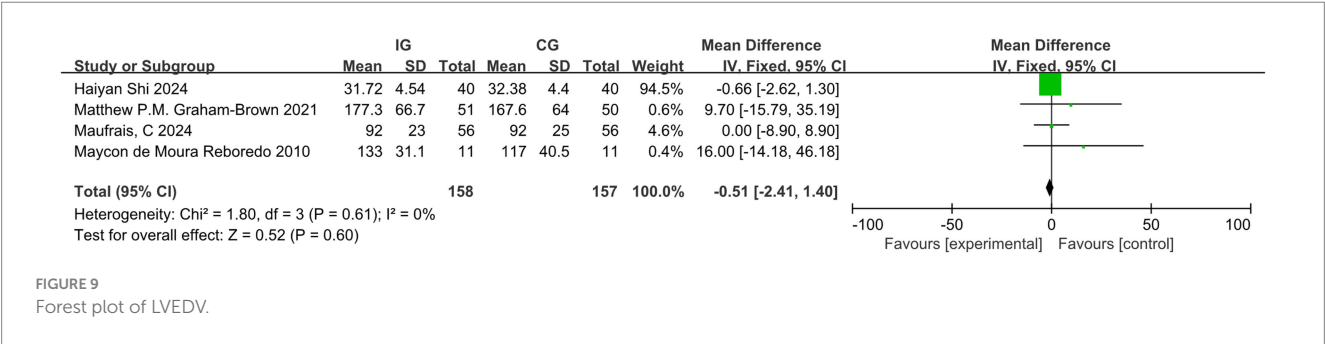 IG CG Mean Difference Mean Difference
Study or Subgroup Mean SD Total Mean SD Total Weight IV, Fixed, 95% CI IV, Fixed, 95% CI
Haiyan Shi 2024 31.72 4.54 40 32.38 4.4 40 94.5% -0.66 [-2.62, 1.30]
Matthew P.M. Graham-Brown 2021 177.3 66.7 51 167.6 64 50 0.6% 9.70 [-15.79, 35.19]
Maufrais, C 2024 92 23 56 92 25 56 4.6% 0.00 [-8.90, 8.90]
Maycon de Moura Reboredo 2010 133 31.1 11 117 40.5 11 0.4% 16.00 [-14.18, 46.18]
Total (95% CI) 158 157 100.0% -0.51 [-2.41, 1.40]
Heterogeneity: Chi² = 1.80, df = 3 (P = 0.61); I² = 0%
Test for overall effect: Z = 0.52 (P = 0.60)
-100 -50 0 50 100
Favours [experimental] Favours [control]
FIGURE 9
Forest plot of LVEDV.